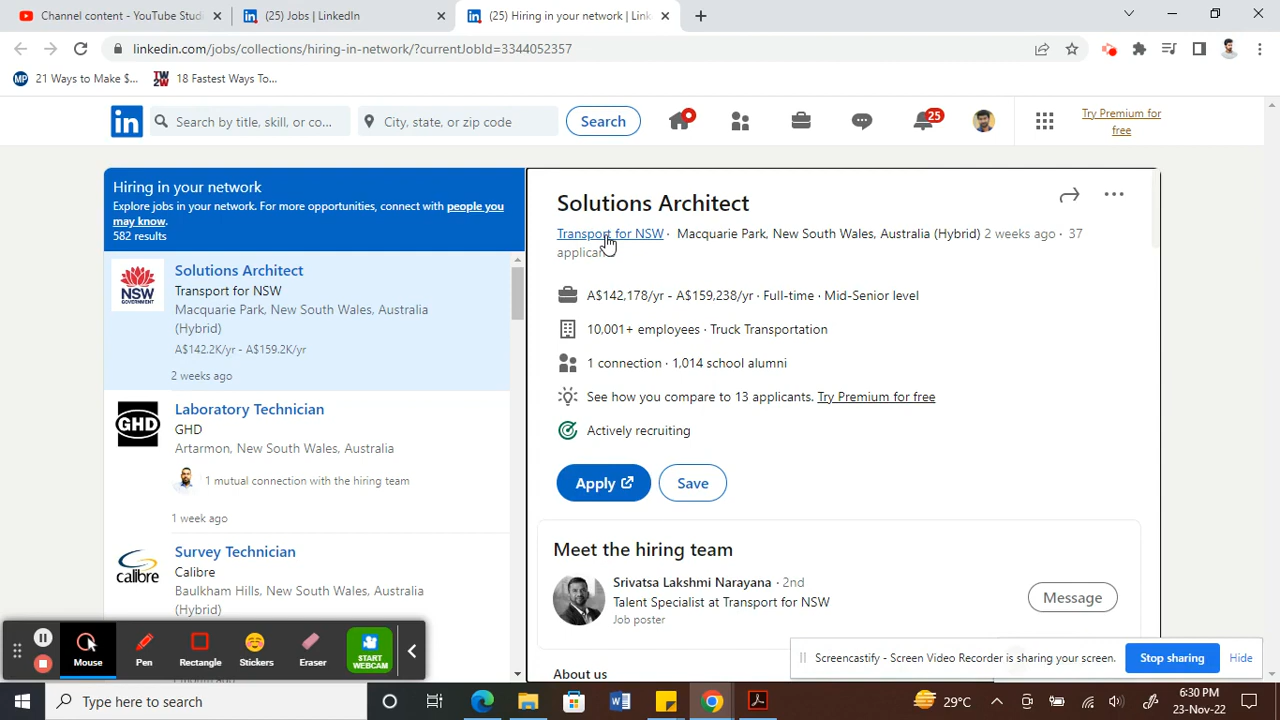 Channel content - YouTube Studi
(25) Jobs | LinkedIn
(25) Hiring in your network | Link
linkedin.com/jobs/collections/hiring-in-network/?currentJobId=3344052357
MP 21 Ways to Make $...
TW2W 18 Fastest Ways To...
in
Search by title, skill, or co...
City, state, or zip code
Search
25
Try Premium for
free
Hiring in your network
Explore jobs in your network. For more opportunities, connect with people you
may know.
582 results
NSW
GOVERNMENT
Solutions Architect
Transport for NSW
Macquarie Park, New South Wales, Australia
(Hybrid)
A$142.2K/yr - A$159.2K/yr
2 weeks ago
GHD
Laboratory Technician
GHD
Artarmon, New South Wales, Australia
1 mutual connection with the hiring team
1 week ago
calibre
Survey Technician
Calibre
Baulkham Hills, New South Wales, Australia
(Hybrid)
Solutions Architect
Transport for NSW · Macquarie Park, New South Wales, Australia (Hybrid) 2 weeks ago · 37
A$142,178/yr - A$159,238/yr · Full-time · Mid-Senior level
10,001+ employees · Truck Transportation
1 connection · 1,014 school alumni
See how you compare to 13 applicants. Try Premium for free
Actively recruiting
Apply
Save
Meet the hiring team
Srivatsa Lakshmi Narayana · 2nd
Talent Specialist at Transport for NSW
Job poster
Message
About us
Mouse
Pen
Rectangle
Stickers
Eraser
START
WEBCAM
Screencastify - Screen Video Recorder is sharing your screen.
Stop sharing
Hide
Type here to search
29°C
6:30 PM
23-Nov-22